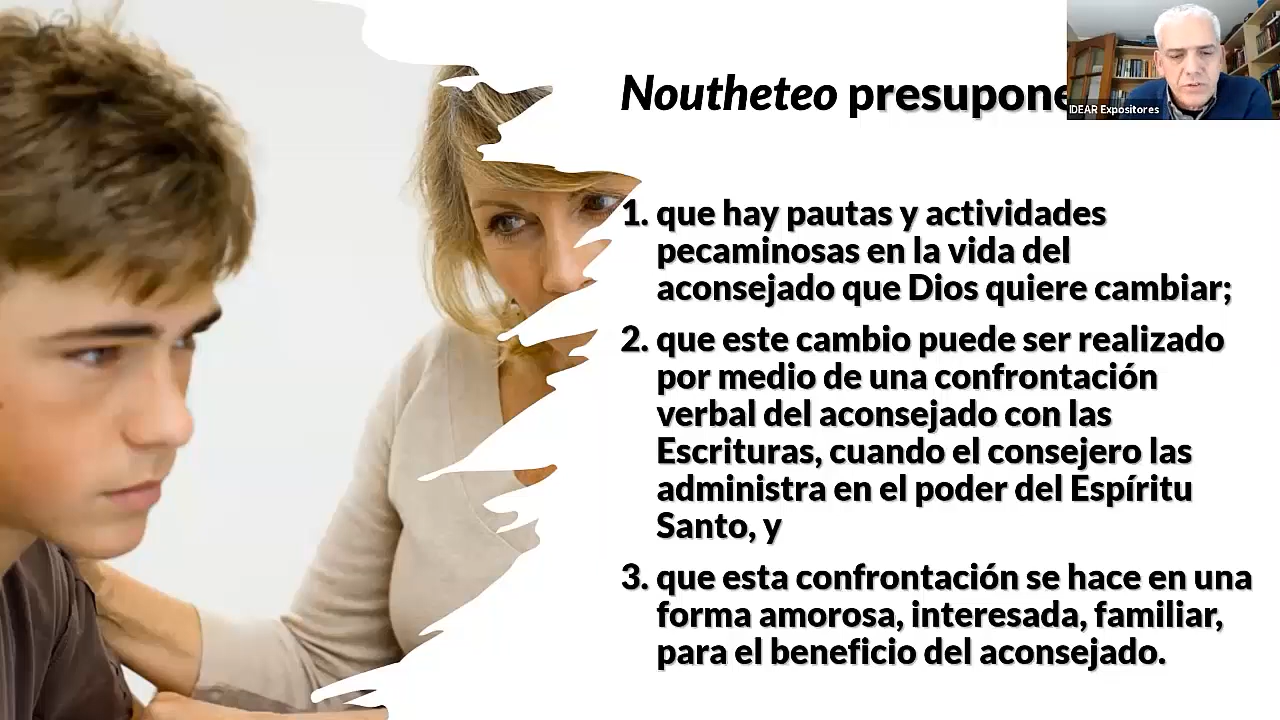 Noutheteo presupone
IDEAR Expositores
1. que hay pautas y actividades
pecaminosas en la vida del
aconsejado que Dios quiere cambiar;
2. que este cambio puede ser realizado
por medio de una confrontación
verbal del aconsejado con las
Escrituras, cuando el consejero las
administra en el poder del Espíritu
Santo, y
3. que esta confrontación se hace en una
forma amorosa, interesada, familiar,
para el beneficio del aconsejado.